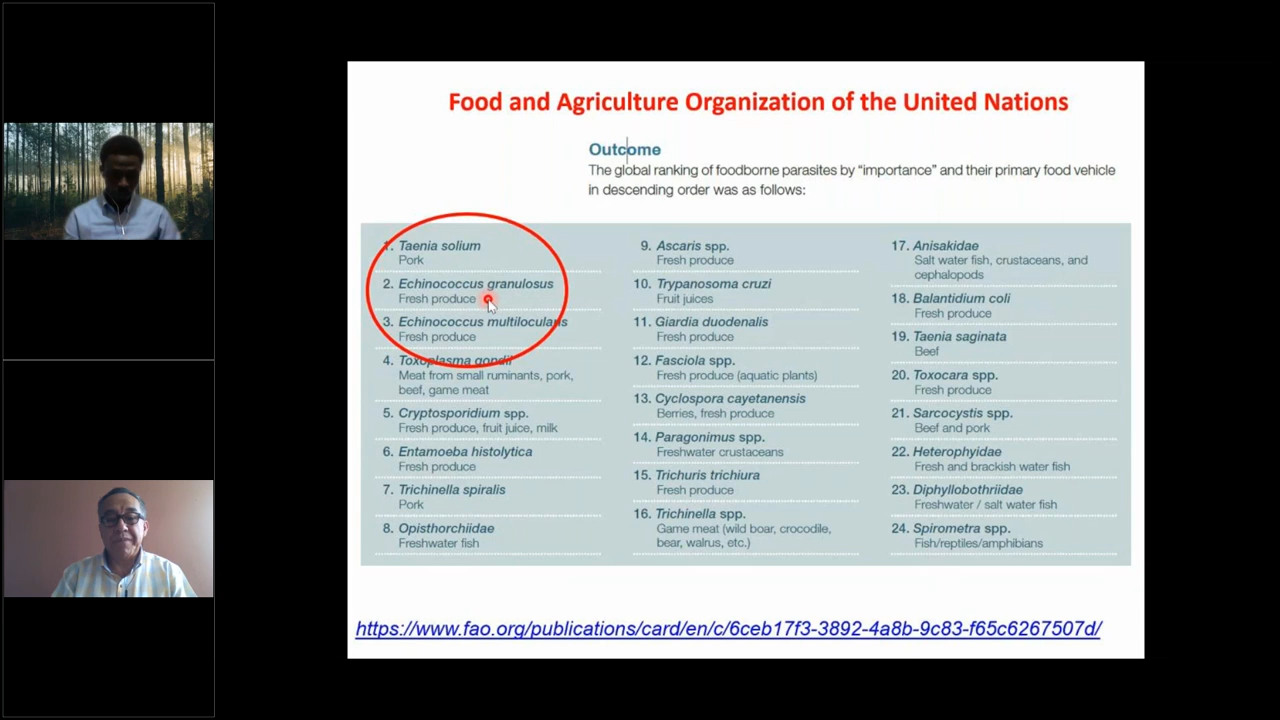 Food and Agriculture Organization of the United Nations
Outcome
The global ranking of foodborne parasites by “importance” and their primary food vehicle
in descending order was as follows:
1. Taenia solium
Pork
2. Echinococcus granulosus
Fresh produce
3. Echinococcus multilocularis
Fresh produce
4. Toxoplasma gondii
Meat from small ruminants, pork,
beef, game meat
5. Cryptosporidium spp.
Fresh produce, fruit juice, milk
6. Entamoeba histolytica
Fresh produce
7. Trichinella spiralis
Pork
8. Opisthorchiidae
Freshwater fish
9. Ascaris spp.
Fresh produce
10. Trypanosoma cruzi
Fruit juices
11. Giardia duodenalis
Fresh produce
12. Fasciola spp.
Fresh produce (aquatic plants)
13. Cyclospora cayetanensis
Berries, fresh produce
14. Paragonimus spp.
Freshwater crustaceans
15. Trichuris trichiura
Fresh produce
16. Trichinella spp.
Game meat (wild boar, crocodile,
bear, walrus, etc.)
17. Anisakidae
Salt water fish, crustaceans, and
cephalopods
18. Balantidium coli
Fresh produce
19. Taenia saginata
Beef
20. Toxocara spp.
Fresh produce
21. Sarcocystis spp.
Beef and pork
22. Heterophyidae
Fresh and brackish water fish
23. Diphyllobothriidae
Freshwater / salt water fish
24. Spirometra spp.
Fish/reptiles/amphibians
https://www.fao.org/publications/card/en/c/6ceb17f3-3892-4a8b-9c83-f65c6267507d/